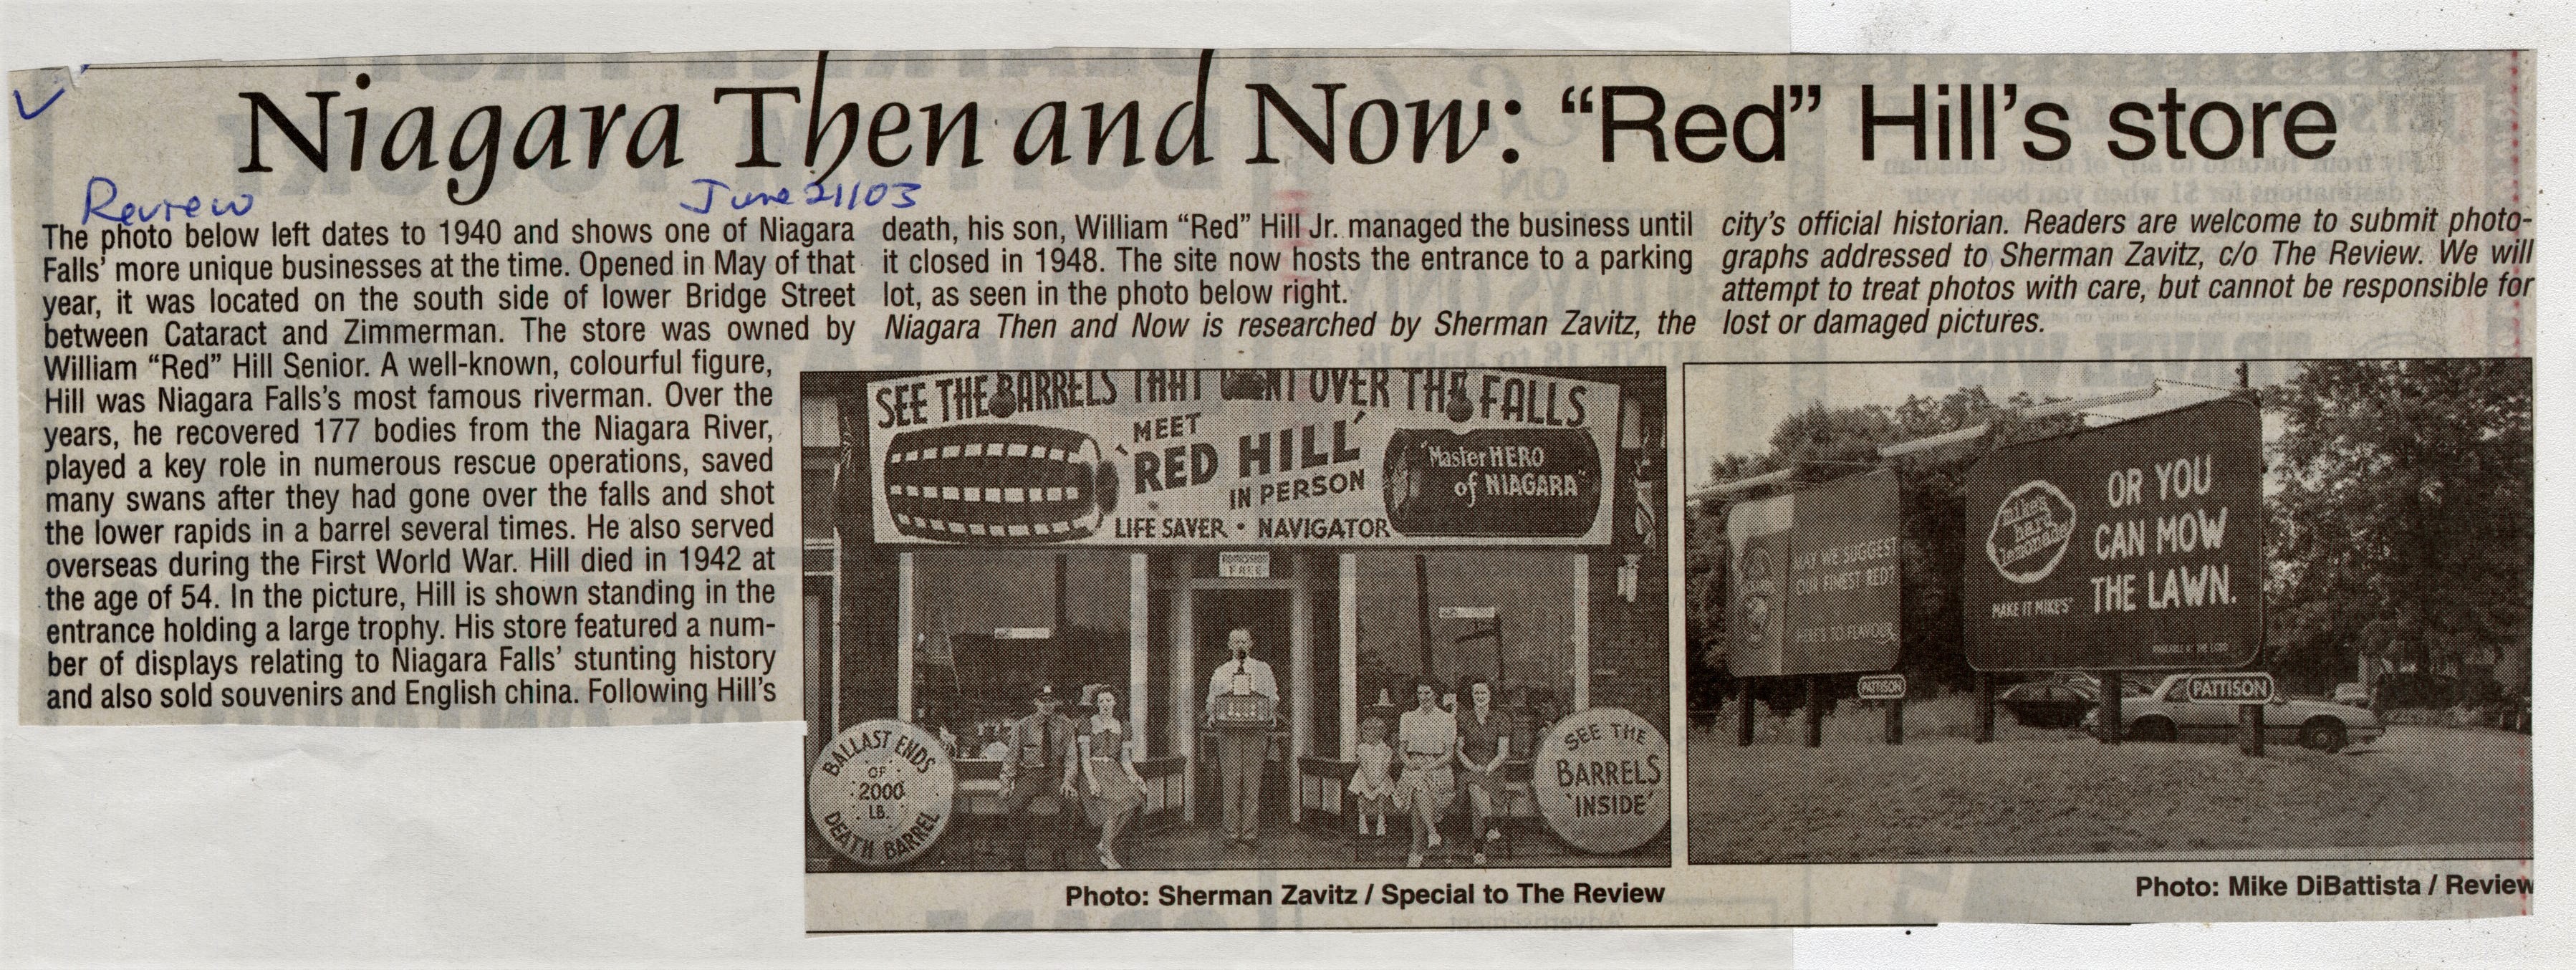 Niagara Then and Now: “Red” Hill’s store
Review June 21/03
The photo below left dates to 1940 and shows one of Niagara
Falls’ more unique businesses at the time. Opened in May of that
year, it was located on the south side of lower Bridge Street
between Cataract and Zimmerman. The store was owned by
William “Red” Hill Senior. A well-known, colourful figure,
Hill was Niagara Falls’s most famous riverman. Over the
years, he recovered 177 bodies from the Niagara River,
played a key role in numerous rescue operations, saved
many swans after they had gone over the falls and shot
the lower rapids in a barrel several times. He also served
overseas during the First World War. Hill died in 1942 at
the age of 54. In the picture, Hill is shown standing in the
entrance holding a large trophy. His store featured a num-
ber of displays relating to Niagara Falls’ stunting history
and also sold souvenirs and English china. Following Hill’s
death, his son, William “Red” Hill Jr. managed the business until
it closed in 1948. The site now hosts the entrance to a parking
lot, as seen in the photo below right.
Niagara Then and Now is researched by Sherman Zavitz, the
city’s official historian. Readers are welcome to submit photo-
graphs addressed to Sherman Zavitz, c/o The Review. We will
attempt to treat photos with care, but cannot be responsible for
lost or damaged pictures.
SEE THE BARRELS THAT WENT OVER THE FALLS
MEET
‘RED HILL’
IN PERSON
LIFE SAVER • NAVIGATOR
"Master HERO
of NIAGARA"
BALLAST ENDS
OF
2000
LB.
DEATH BARREL
SEE THE
BARRELS
‘INSIDE’
MAY WE SUGGEST
OUR FINEST RED?
HERE'S TO FLAVOUR
PATTISON
mike's
hard
lemonade
MAKE IT MIKE'S
OR YOU
CAN MOW
THE LAWN.
PATTISON
Photo: Sherman Zavitz / Special to The Review
Photo: Mike DiBattista / Review